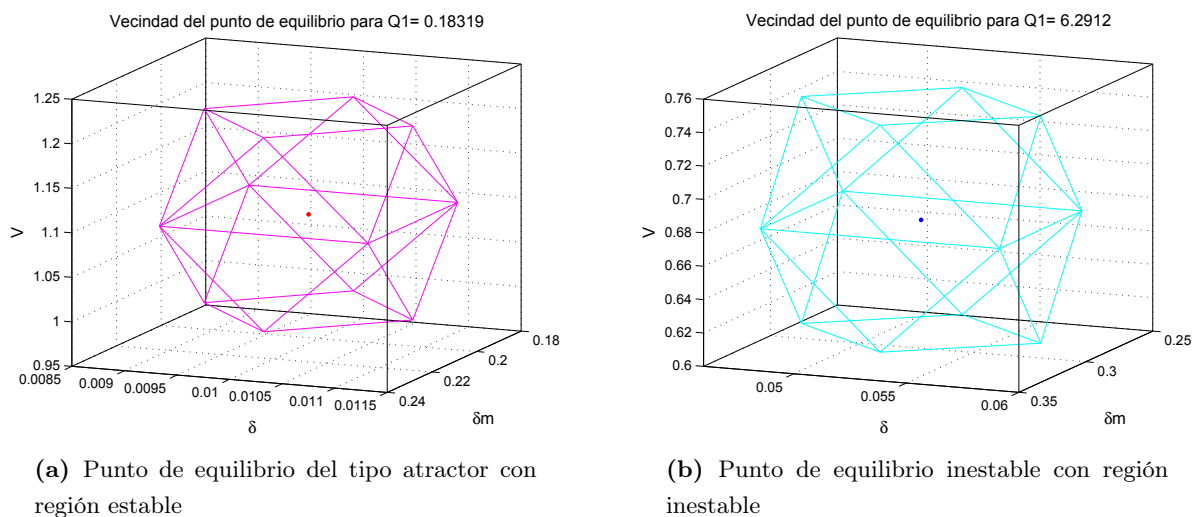 Vecindad del punto de equilibrio para Q1= 0.18319
1.25
1.2
1.15
1.1
1.05
1
0.95
V
0.0085
0.009
0.0095
0.01
0.0105
0.011
0.0115
δ
0.24
0.22
0.2
0.18
δm
(a) Punto de equilibrio del tipo atractor con
región estable
Vecindad del punto de equilibrio para Q1= 6.2912
0.76
0.74
0.72
0.7
0.68
0.66
0.64
0.62
0.6
V
0.05
0.055
0.06
δ
0.35
0.3
0.25
δm
(b) Punto de equilibrio inestable con región
inestable